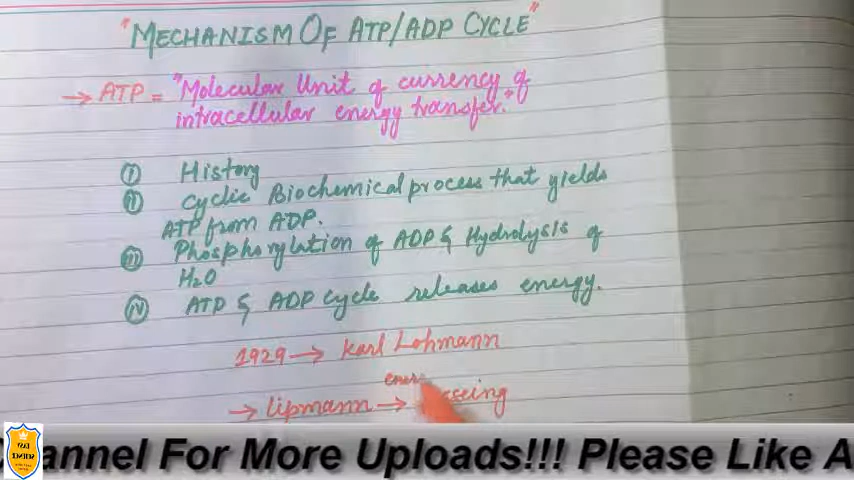 "MECHANISM OF ATP/ADP CYCLE"
→ ATP = "Molecular Unit of currency of
intracellular energy transfer."
(i) History
(ii) Cyclic Biochemical process that yields
ATP from ADP.
(iii) Phosphorylation of ADP & Hydrolysis of
H2O
(iv) ATP & ADP cycle releases energy.
1929 → Karl Lohmann
ener
→ lipmann → sseing
annel For More Uploads!!! Please Like A